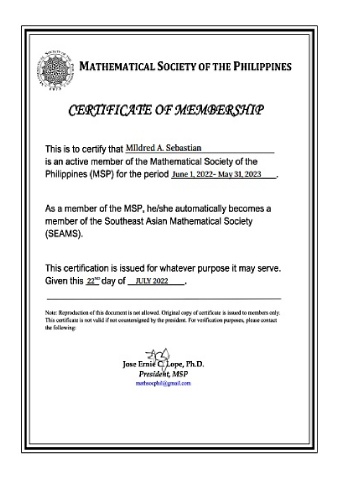 MATHEMATICAL SOCIETY OF THE PHILIPPINES
CERTIFICATE OF MEMBERSHIP
This is to certify that MIldred A. Sebastian
is an active member of the Mathematical Society of the
Philippines (MSP) for the period June 1, 2022- May 31, 2023.
As a member of the MSP, he/she automatically becomes a
member of the Southeast Asian Mathematical Society
(SEAMS).
This certification is issued for whatever purpose it may serve.
Given this 22ND day of JULY 2022.
Note: Reproduction of this document is not allowed. Original copy of certificate is issued to members only.
This certificate is not valid if not countersigned by the president. For verification purposes, please contact
the following:
Jose Ernie C. Lope, Ph.D.
President, MSP
mathsocphil@gmail.com